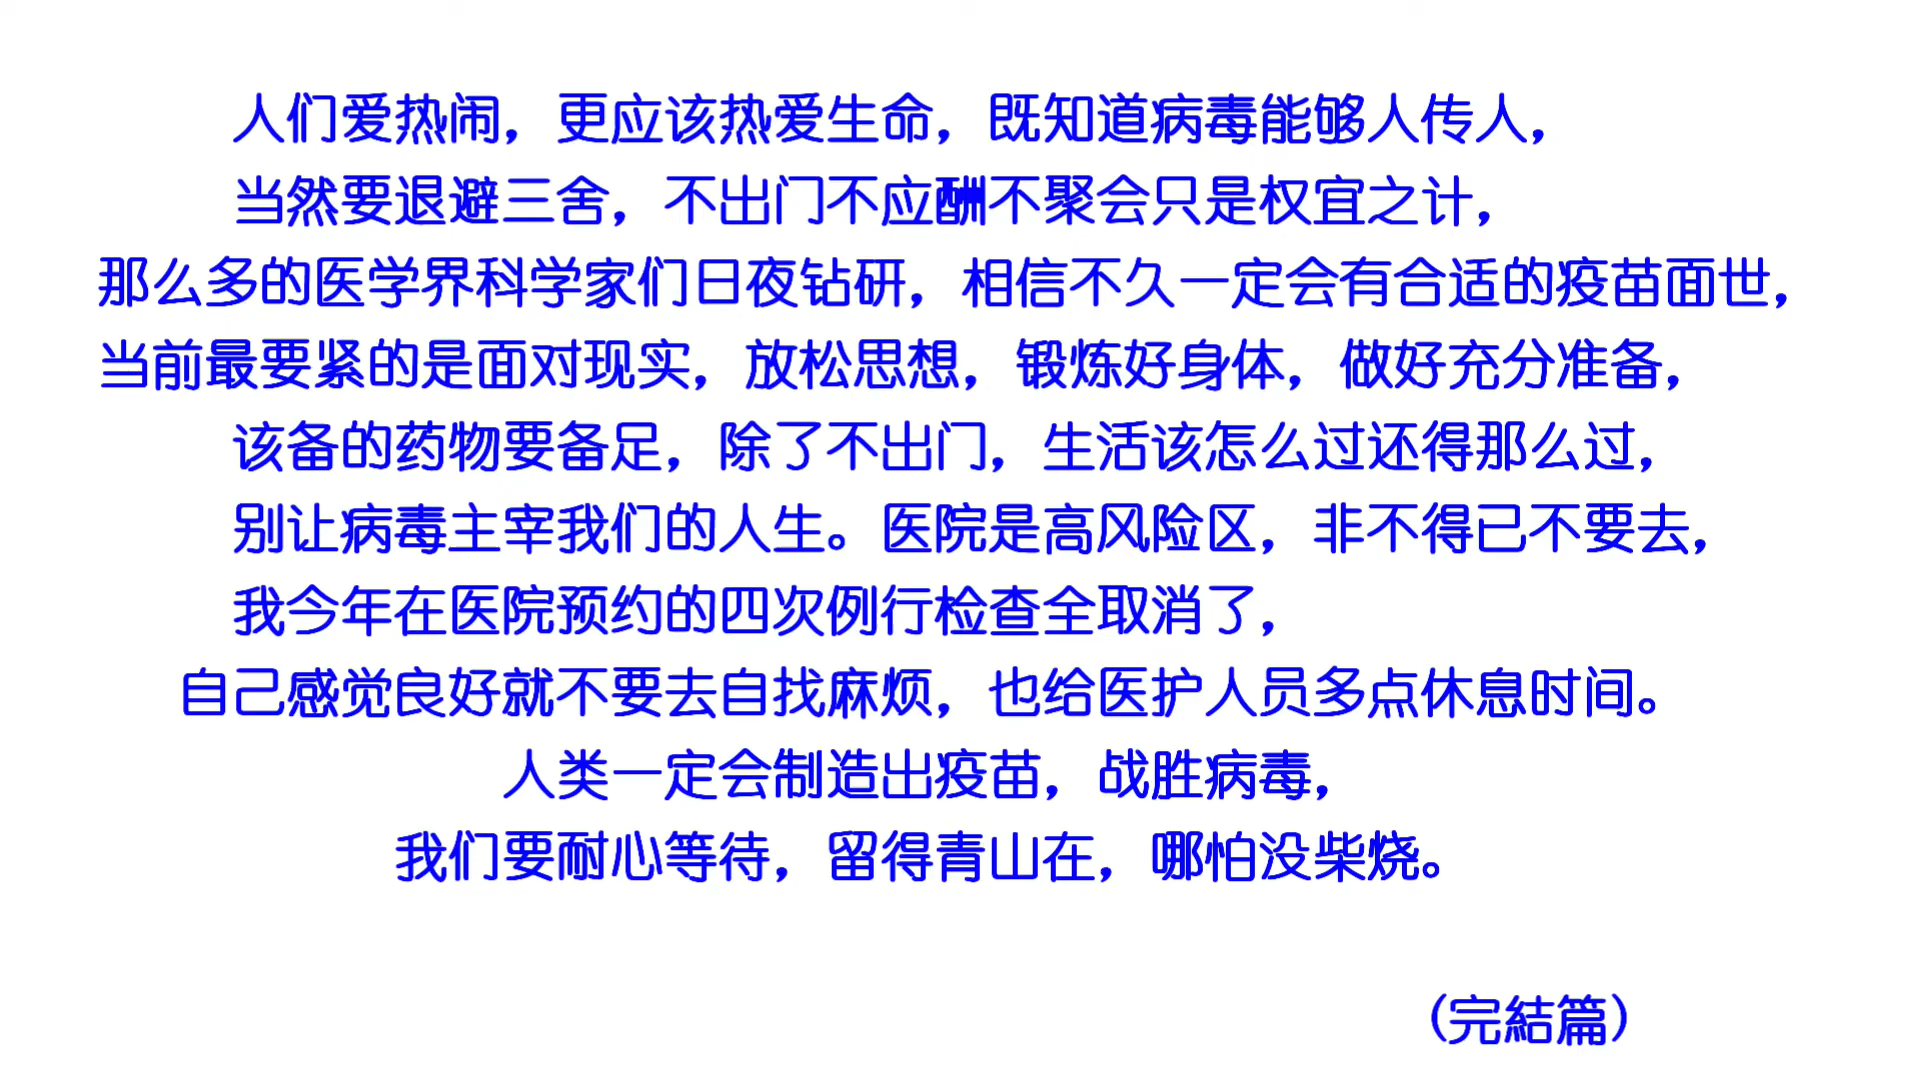 人们爱热闹，更应该热爱生命，既知道病毒能够人传人，
当然要退避三舍，不出门不应酬不聚会只是权宜之计，
那么多的医学界科学家们日夜钻研，相信不久一定会有合适的疫苗面世，
当前最要紧的是面对现实，放松思想，锻炼好身体，做好充分准备，
该备的药物要备足，除了不出门，生活该怎么过还得那么过，
别让病毒主宰我们的人生。医院是高风险区，非不得已不要去，
我今年在医院预约的四次例行检查全取消了，
自己感觉良好就不要去自找麻烦，也给医护人员多点休息时间。
人类一定会制造出疫苗，战胜病毒，
我们要耐心等待，留得青山在，哪怕没柴烧。
（完結篇）